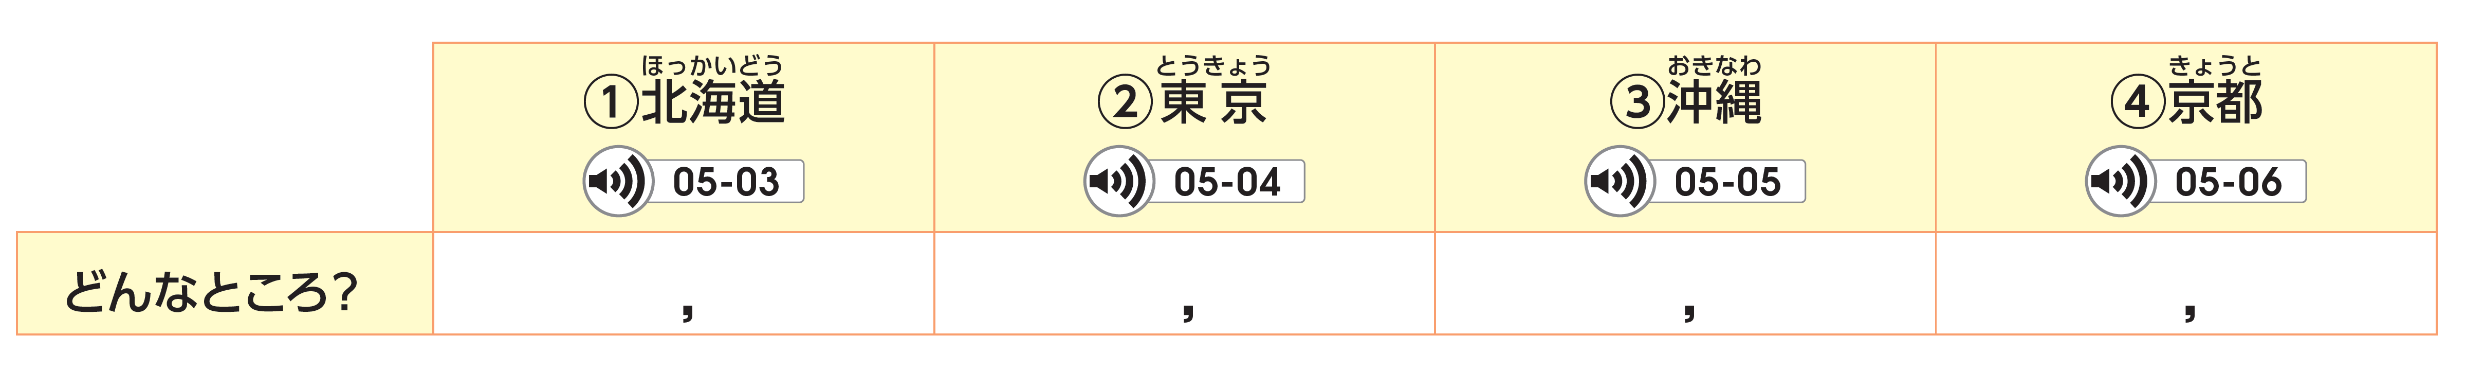 ほっかいどう とうきょう おきなわ きょうと
①北海道 ②東京 ③沖縄 ④京都
05-03 05-04 05-05 05-06
どんなところ? , , , ,